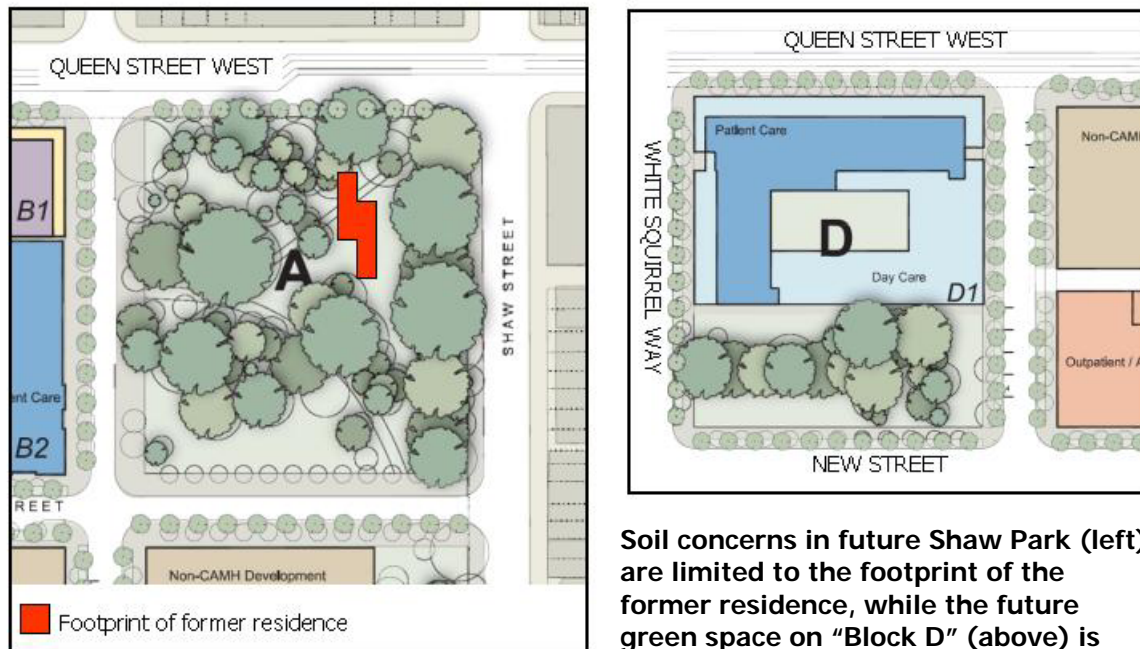 QUEEN STREET WEST
B1
A
SHAW STREET
ent Care
B2
REET
Non-CAMH Development
Footprint of former residence
QUEEN STREET WEST
WHITE SQUIRREL WAY
Patient Care
Non-CAMH
D
Day Care
D1
Outpatient / A
NEW STREET
Soil concerns in future Shaw Park (left)
are limited to the footprint of the
former residence, while the future
green space on “Block D” (above) is